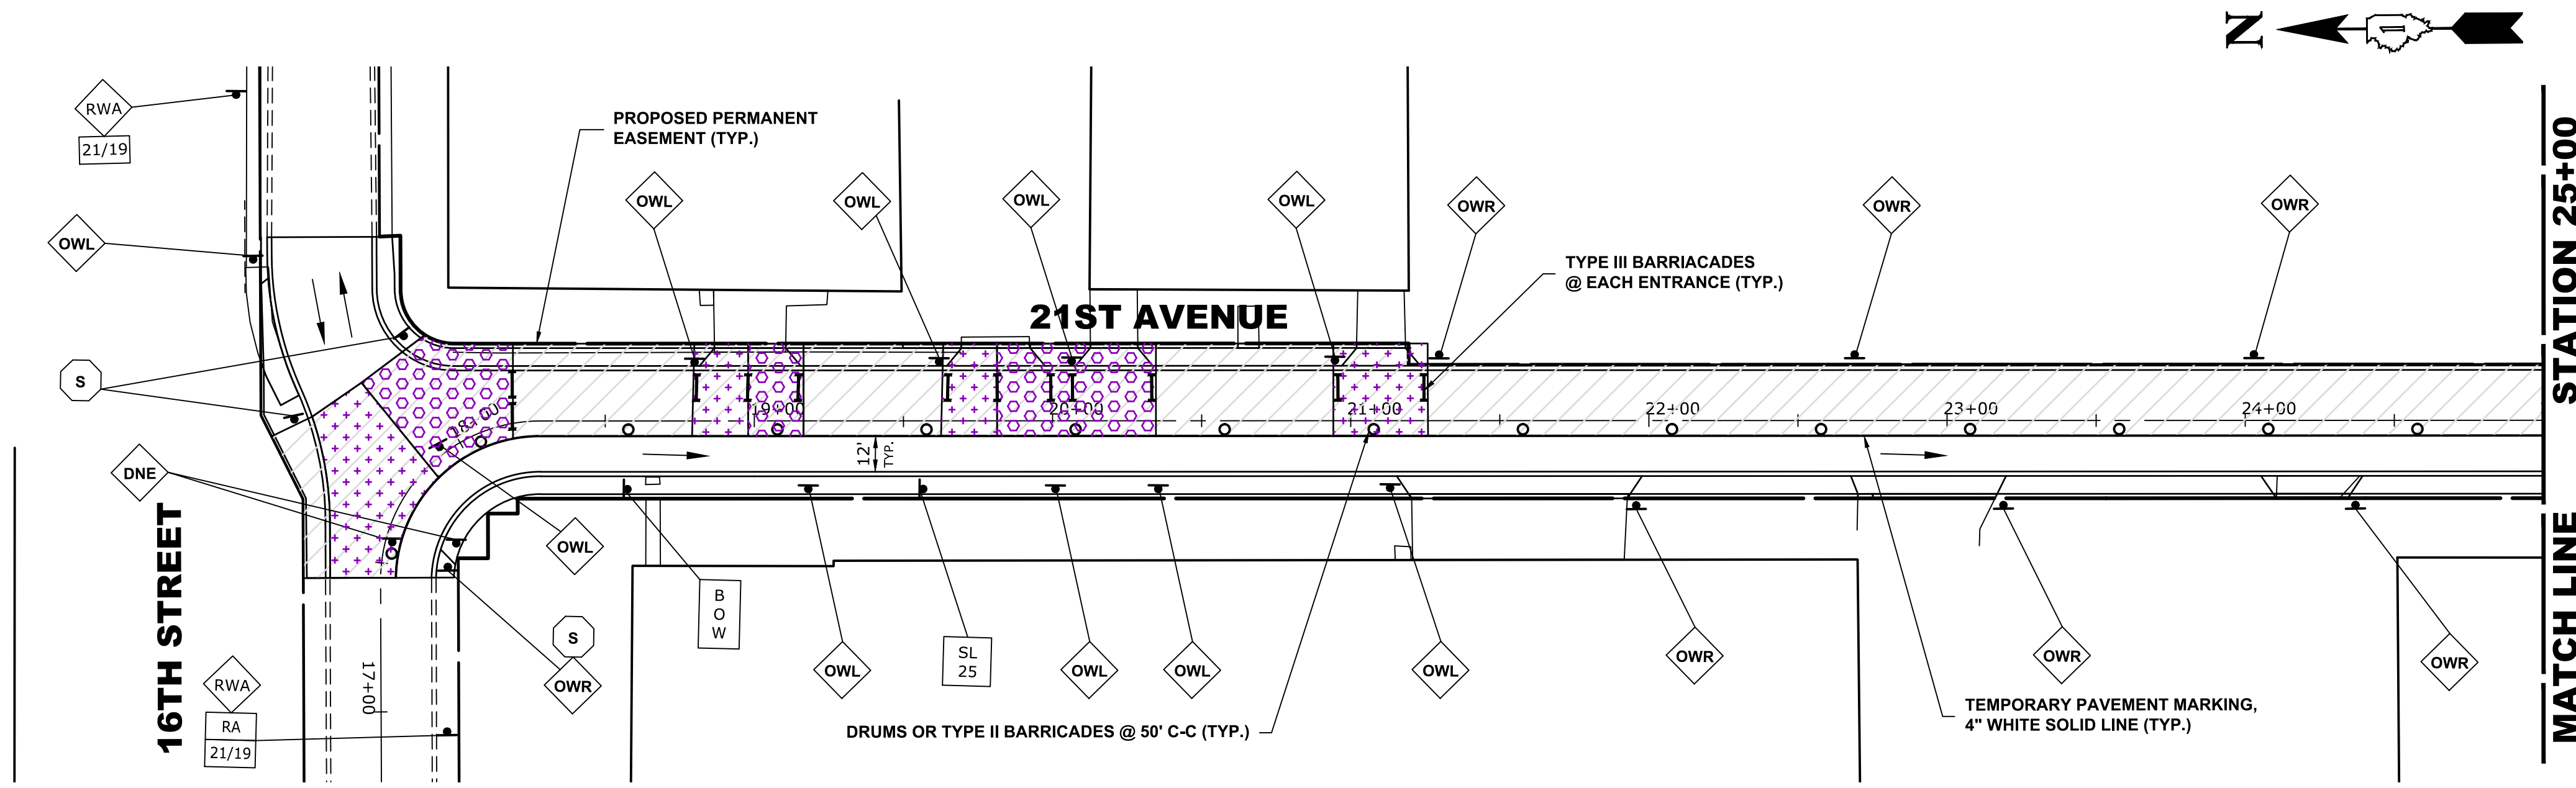 N
1
RWA
21/19
PROPOSED PERMANENT
EASEMENT (TYP.)
OWL
OWL
OWL
OWL
OWR
OWR
OWR
OWL
TYPE III BARRIACADES
@ EACH ENTRANCE (TYP.)
21ST AVENUE
S
18+00
19+00
20+00
21+00
22+00
23+00
24+00
12'
TYP.
DNE
16TH STREET
OWL
S
OWR
B
O
W
SL
25
OWL
OWL
OWL
OWL
OWR
OWR
OWR
RWA
RA
21/19
17+00
DRUMS OR TYPE II BARRICADES @ 50' C-C (TYP.)
TEMPORARY PAVEMENT MARKING,
4" WHITE SOLID LINE (TYP.)
MATCH LINE STATION 25+00